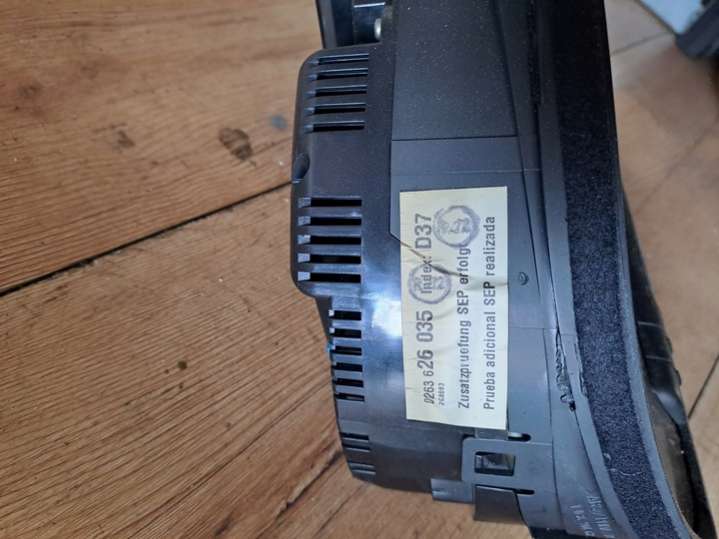 0263 626 035 Index: D37
Zusatzpruefung SEP erfolgt
Prueba adicional SEP realizada